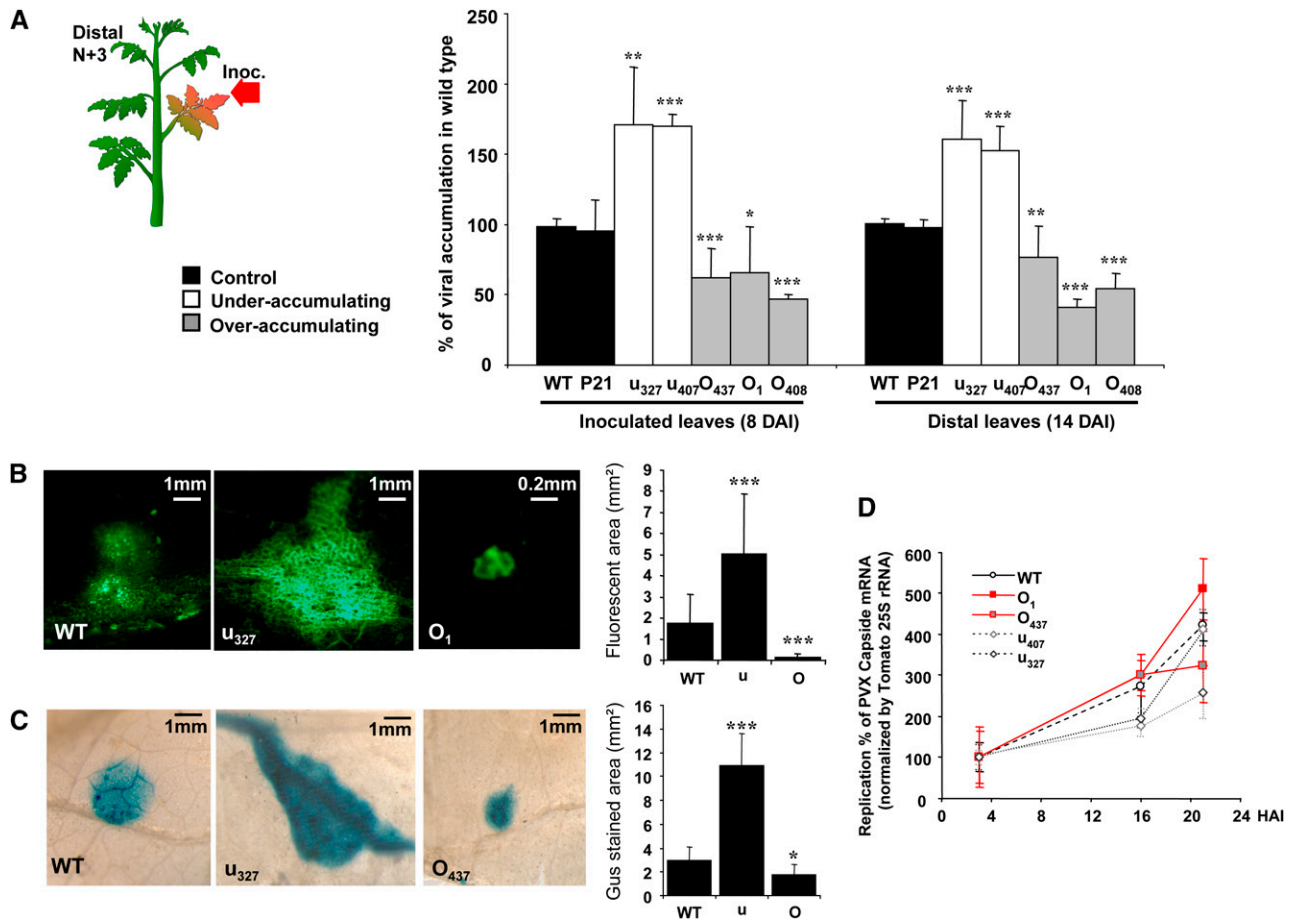 A
Distal
N+3
Inoc.
Control
Under-accumulating
Over-accumulating
% of viral accumulation in wild type
250
200
150
100
50
0
** *** *** * *** *** *** ** *** ***
WT P21 u327 u407 O437 O1 O408 WT P21 u327 u407 O437 O1 O408
Inoculated leaves (8 DAI) Distal leaves (14 DAI)
B
1mm 1mm 0.2mm
WT u327 O1
Fluorescent area (mm²)
9
8
7
6
5
4
3
2
1
0
*** ***
WT u O
C
1mm 1mm 1mm
WT u327 O437
Gus stained area (mm²)
16
14
12
10
8
6
4
2
0
*** *
WT u O
D
Replication % of PVX Capside mRNA
(normalized by Tomato 25S rRNA)
600
500
400
300
200
100
0
WT
O1
O437
u407
u327
0 4 8 12 16 20 24 HAI